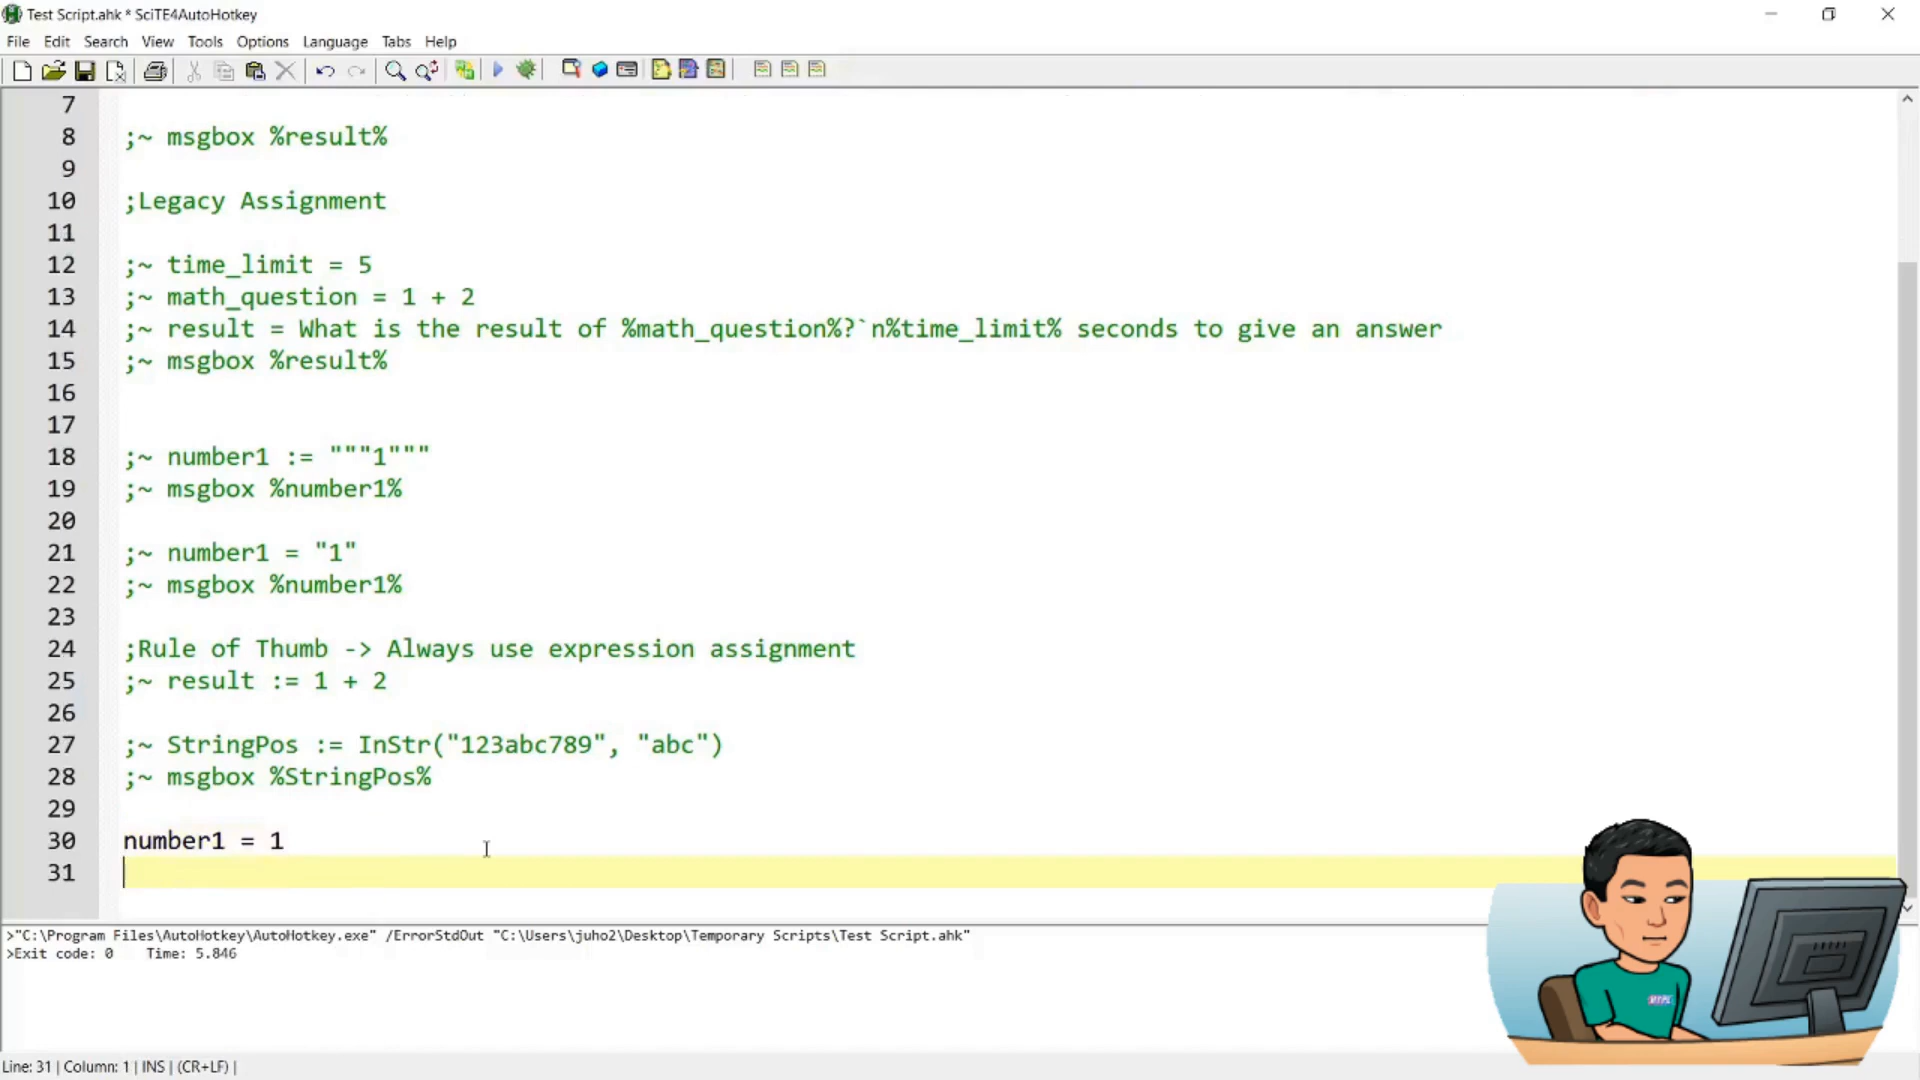 Test Script.ahk * SciTE4AutoHotkey
File Edit Search View Tools Options Language Tabs Help
7
8 ;~ msgbox %result%
9
10 ;Legacy Assignment
11
12 ;~ time_limit = 5
13 ;~ math_question = 1 + 2
14 ;~ result = What is the result of %math_question%?`n%time_limit% seconds to give an answer
15 ;~ msgbox %result%
16
17
18 ;~ number1 := """1"""
19 ;~ msgbox %number1%
20
21 ;~ number1 = "1"
22 ;~ msgbox %number1%
23
24 ;Rule of Thumb -> Always use expression assignment
25 ;~ result := 1 + 2
26
27 ;~ StringPos := InStr("123abc789", "abc")
28 ;~ msgbox %StringPos%
29
30 number1 = 1
31
>"C:\Program Files\AutoHotkey\AutoHotkey.exe" /ErrorStdOut "C:\Users\juho2\Desktop\Temporary Scripts\Test Script.ahk"
>Exit code: 0 Time: 5.846
Line: 31 | Column: 1 | INS | (CR+LF) |